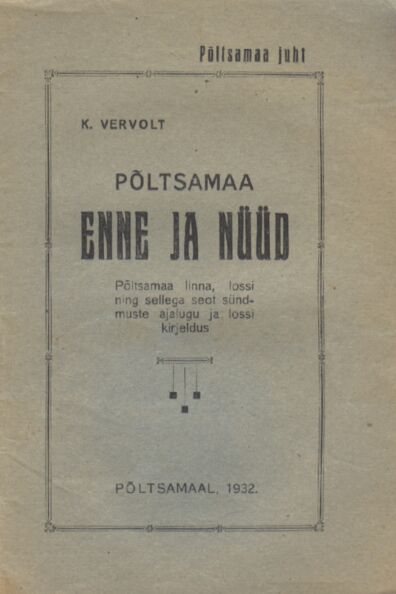 Põltsamaa juht
K. VERVOLT
PÕLTSAMAA
ENNE JA NÜÜD
Põltsamaa linna, lossi
ning sellega seot sünd-
muste ajalugu ja lossi
kirjeldus
PÕLTSAMAAL, 1932.